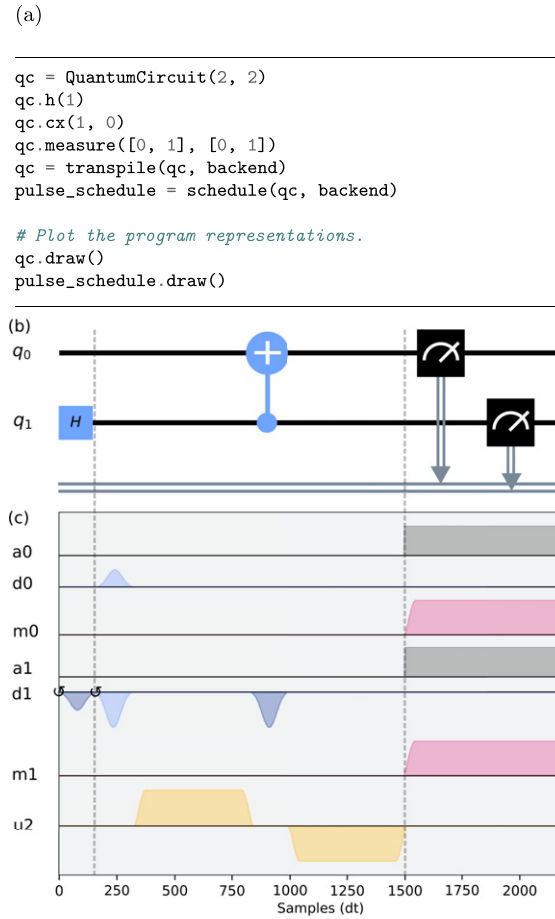 (a)
qc = QuantumCircuit(2, 2)
qc.h(1)
qc.cx(1, 0)
qc.measure([0, 1], [0, 1])
qc = transpile(qc, backend)
pulse_schedule = schedule(qc, backend)
# Plot the program representations.
qc.draw()
pulse_schedule.draw()
(b)
q0
H
q1
(c)
a0
d0
m0
a1
d1
m1
u2
0 250 500 750 1000 1250 1500 1750 2000
Samples (dt)